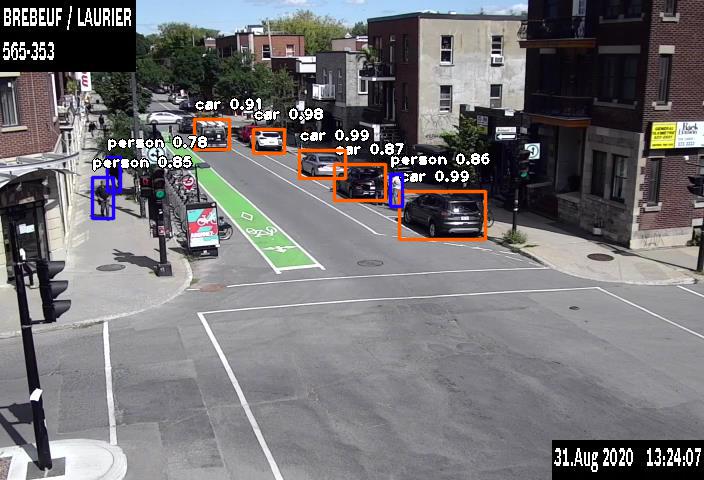 BREBEUF / LAURIER
565-353
car 0.91
car 0.98
car 0.99
person 0.78
car 0.87
person 0.85
person 0.86
car 0.99
31.Aug 2020 13:24:07